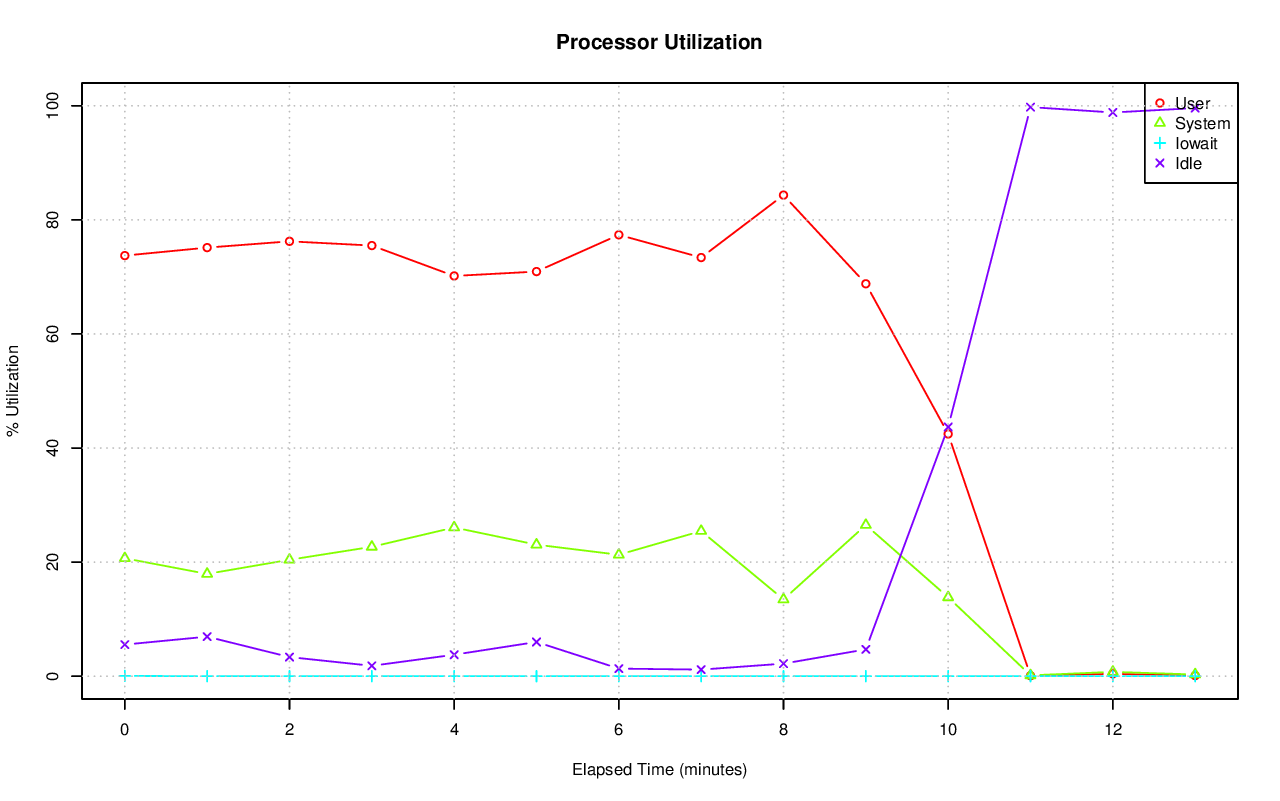 Processor Utilization
% Utilization
100
80
60
40
20
0
User
System
Iowait
Idle
0 2 4 6 8 10 12
Elapsed Time (minutes)